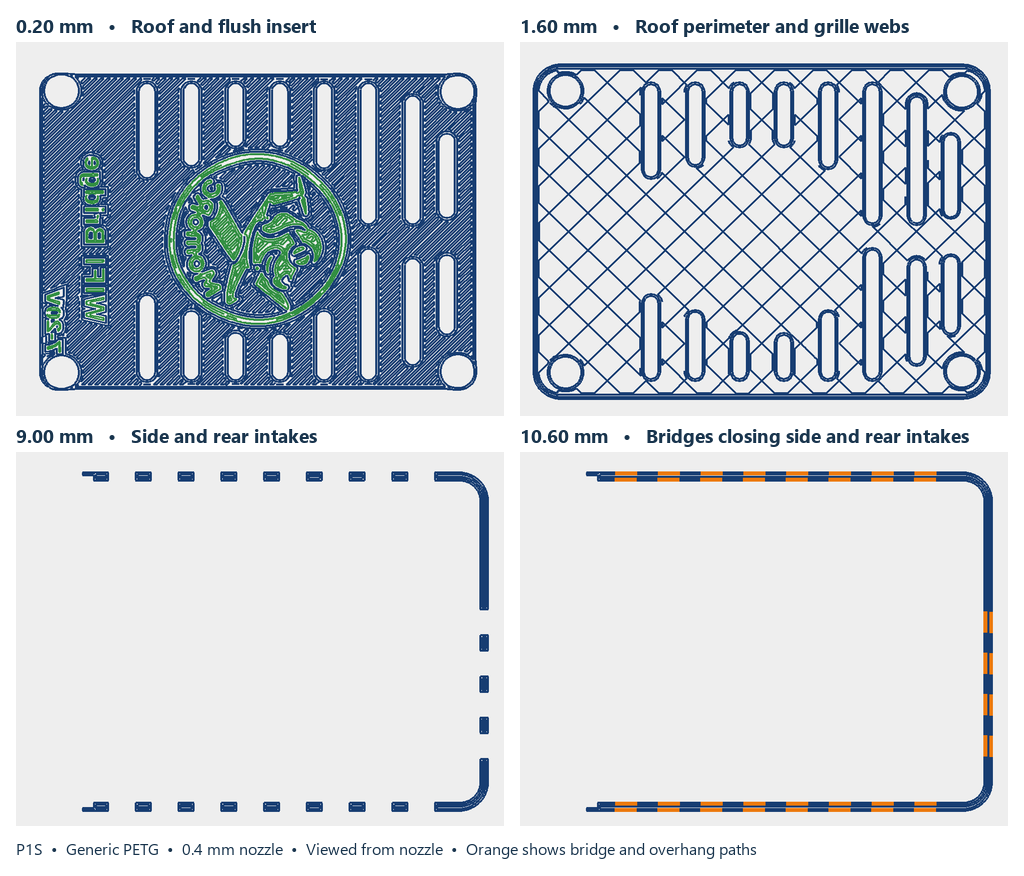 0.20 mm • Roof and flush insert
1.60 mm • Roof perimeter and grille webs
WIFI Bridge
9.00 mm • Side and rear intakes
10.60 mm • Bridges closing side and rear intakes
P1S • Generic PETG • 0.4 mm nozzle • Viewed from nozzle • Orange shows bridge and overhang paths